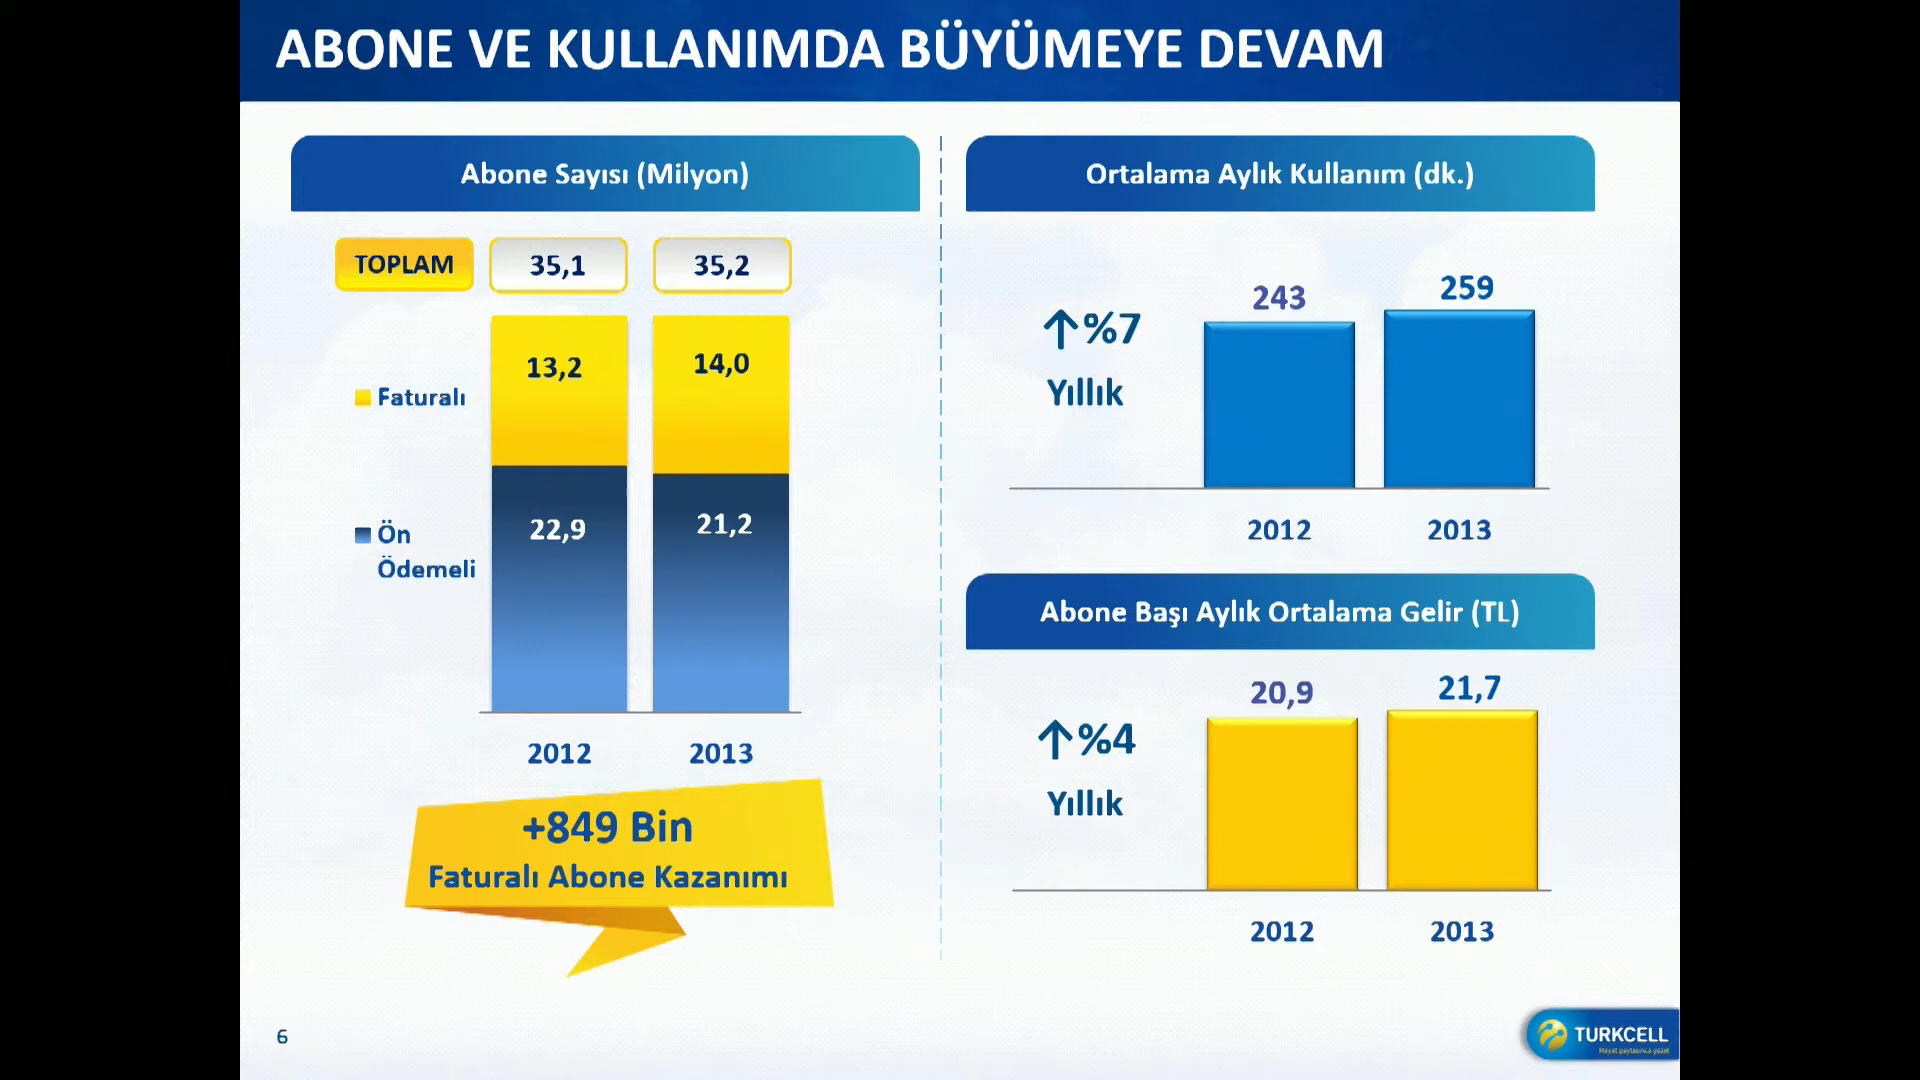 ABONE VE KULLANIMDA BÜYÜMEYE DEVAM
Abone Sayısı (Milyon)
TOPLAM
35,1
35,2
Faturalı
13,2
14,0
Ön
Ödemeli
22,9
21,2
2012
2013
+849 Bin
Faturalı Abone Kazanımı
Ortalama Aylık Kullanım (dk.)
↑%7
Yıllık
243
259
2012
2013
Abone Başı Aylık Ortalama Gelir (TL)
↑%4
Yıllık
20,9
21,7
2012
2013
6
TURKCELL
Hayat paylaşınca güzel